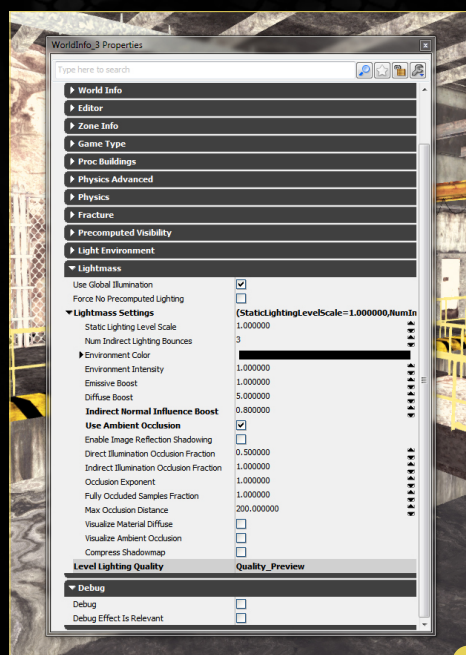 WorldInfo_3 Properties
Type here to search
World Info
Editor
Zone Info
Game Type
Proc Buildings
Physics Advanced
Physics
Fracture
Precomputed Visibility
Light Environment
Lightmass
Use Global Illumination
Force No Precomputed Lighting
Lightmass Settings (StaticLightingLevelScale=1.000000,NumIn
Static Lighting Level Scale 1.000000
Num Indirect Lighting Bounces 3
Environment Color
Environment Intensity 1.000000
Emissive Boost 1.000000
Diffuse Boost 5.000000
Indirect Normal Influence Boost 0.800000
Use Ambient Occlusion
Enable Image Reflection Shadowing
Direct Illumination Occlusion Fraction 0.500000
Indirect Illumination Occlusion Fraction 1.000000
Occlusion Exponent 1.000000
Fully Occluded Samples Fraction 1.000000
Max Occlusion Distance 200.000000
Visualize Material Diffuse
Visualize Ambient Occlusion
Compress Shadowmap
Level Lighting Quality Quality_Preview
Debug
Debug
Debug Effect Is Relevant